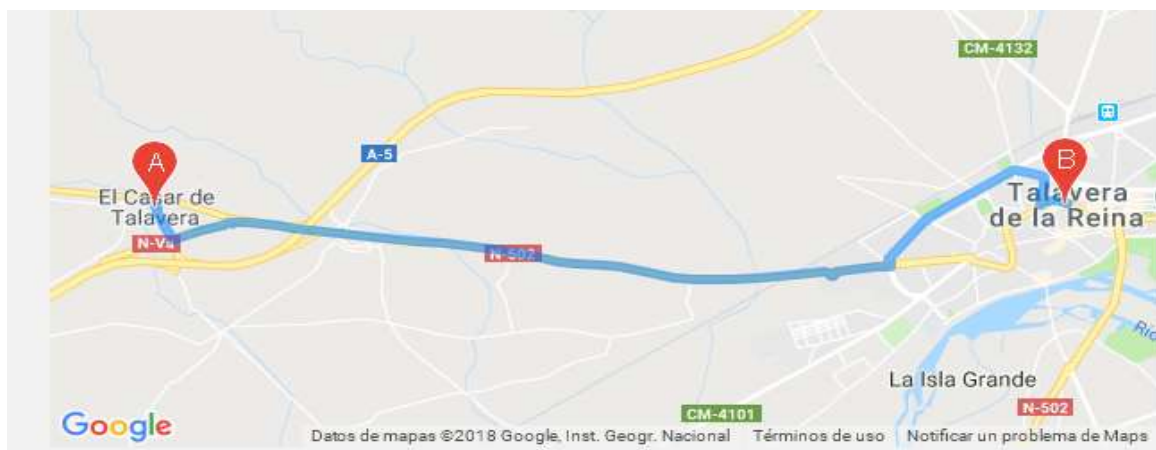 CM-4132
A
A-5
B
El Casar de
Talavera
Talavera
de la Reina
N-Va
N-502
La Isla Grande
N-502
CM-4101
Google
Datos de mapas ©2018 Google, Inst. Geogr. Nacional Términos de uso Notificar un problema de Maps